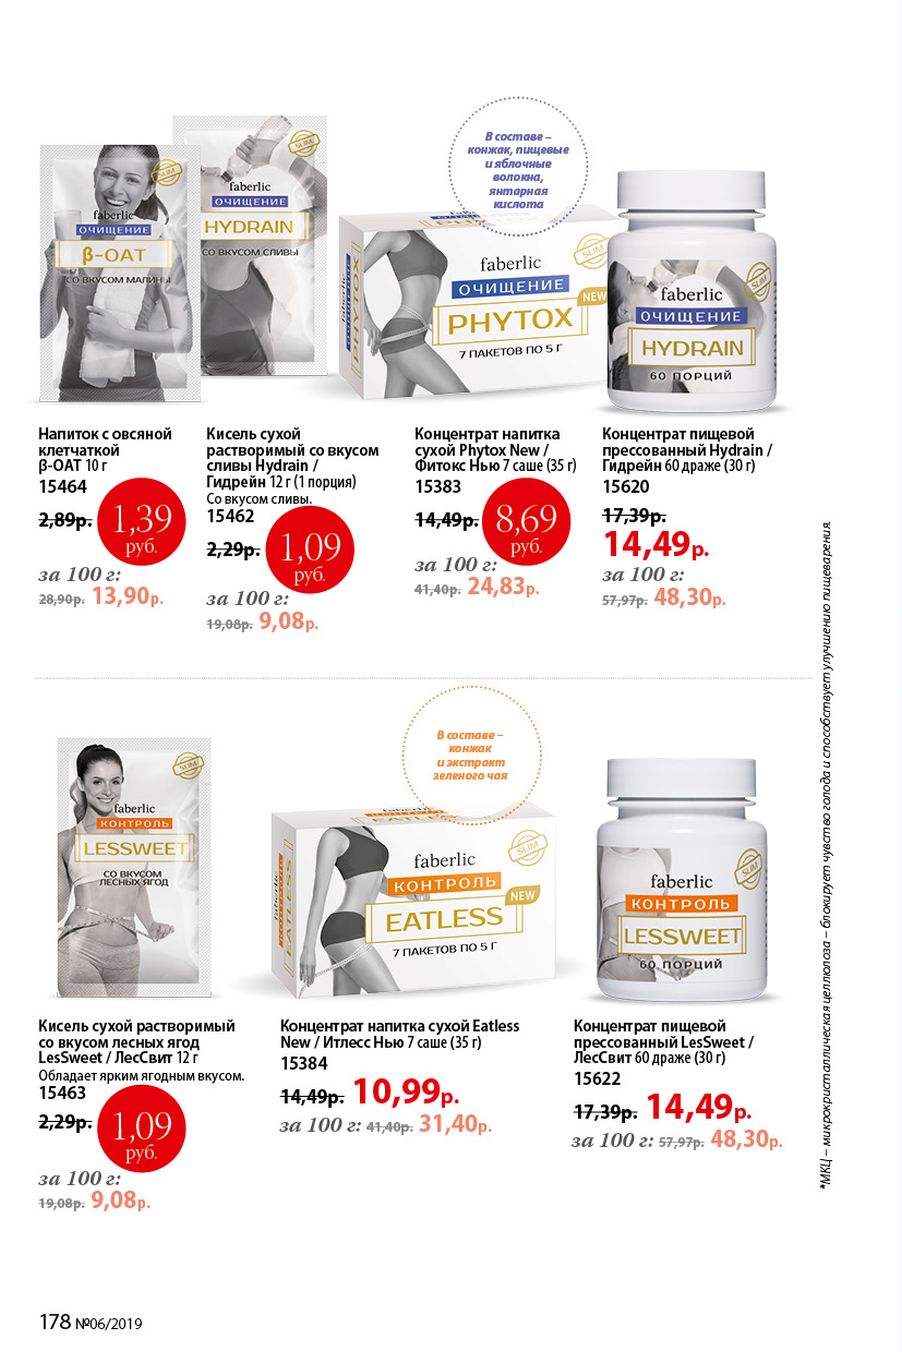 В составе –
конжак, пищевые
и яблочные
волокна,
янтарная
кислота
SLIM
faberlic
ОЧИЩЕНИЕ
β-OAT
СО ВКУСОМ МАЛИНЫ
SLIM
faberlic
ОЧИЩЕНИЕ
HYDRAIN
СО ВКУСОМ СЛИВЫ
PHYTOX
faberlic
ОЧИЩЕНИЕ
PHYTOX
NEW
7 ПАКЕТОВ ПО 5 Г
SLIM
PHYTOX
faberlic
ОЧИЩЕНИЕ
HYDRAIN
60 ПОРЦИЙ
SLIM
Напиток с овсяной
клетчаткой
β-OAT 10 г
15464
2,89р. 1,39
руб.
за 100 г:
28,90р. 13,90р.
Кисель сухой
растворимый со вкусом
сливы Hydrain /
Гидрейн 12 г (1 порция)
Со вкусом сливы.
15462
2,29р. 1,09
руб.
за 100 г:
19,08р. 9,08р.
Концентрат напитка
сухой Phytox New /
Фитокс Нью 7 саше (35 г)
15383
14,49р. 8,69
руб.
за 100 г:
41,40р. 24,83р.
Концентрат пищевой
прессованный Hydrain /
Гидрейн 60 драже (30 г)
15620
17,39р.
14,49р.
за 100 г:
57,97р. 48,30р.
В составе –
конжак
и экстракт
зеленого чая
SLIM
faberlic
КОНТРОЛЬ
LESSWEET
СО ВКУСОМ
ЛЕСНЫХ ЯГОД
EATLESS
faberlic
КОНТРОЛЬ
EATLESS
NEW
7 ПАКЕТОВ ПО 5 Г
SLIM
faberlic
КОНТРОЛЬ
EATLESS
faberlic
КОНТРОЛЬ
LESSWEET
60 ПОРЦИЙ
SLIM
Кисель сухой растворимый
со вкусом лесных ягод
LesSweet / ЛесСвит 12 г
Обладает ярким ягодным вкусом.
15463
2,29р. 1,09
руб.
за 100 г:
19,08р. 9,08р.
Концентрат напитка сухой Eatless
New / Итлесс Нью 7 саше (35 г)
15384
14,49р. 10,99р.
за 100 г: 41,40р. 31,40р.
Концентрат пищевой
прессованный LesSweet /
ЛесСвит 60 драже (30 г)
15622
17,39р. 14,49р.
за 100 г: 57,97р. 48,30р.
*МКЦ – микрокристаллическая целлюлоза – блокирует чувство голода и способствует улучшению пищеварения.
178 №06/2019